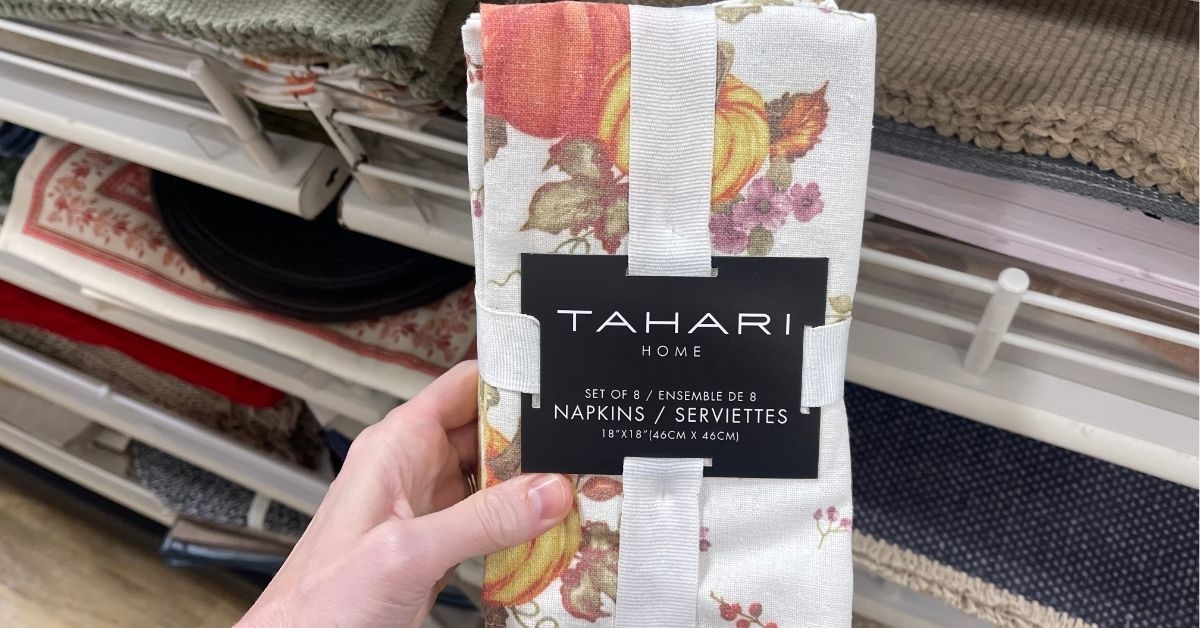 TAHARI
HOME
SET OF 8 / ENSEMBLE DE 8
NAPKINS / SERVIETTES
18"X18"(46CM X 46CM)